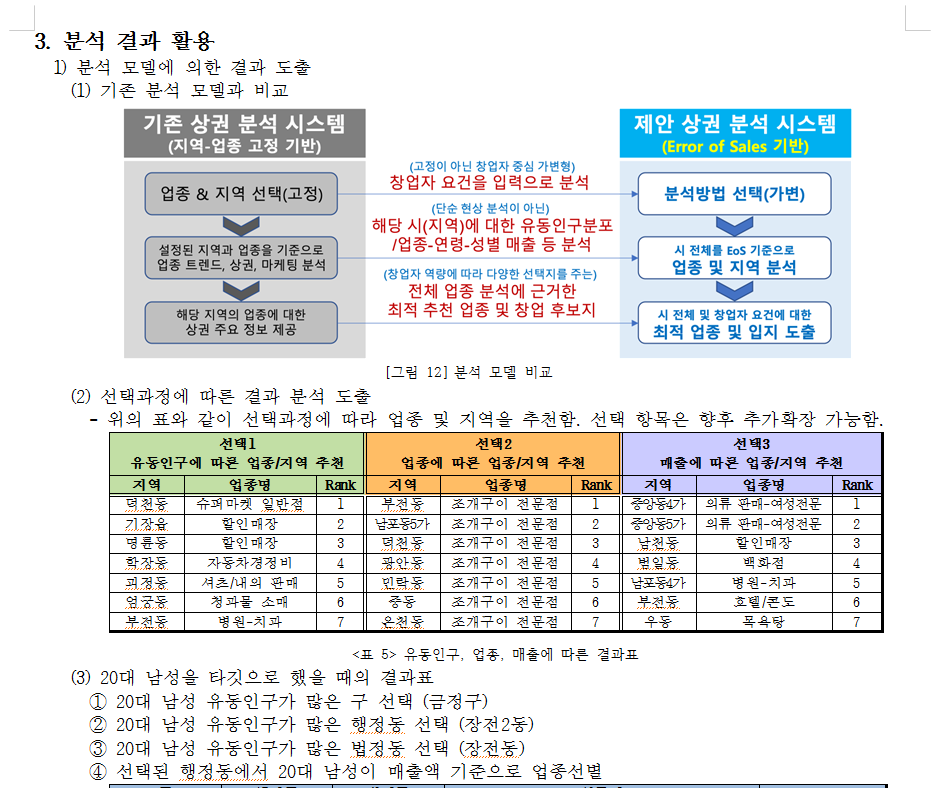 3. 분석 결과 활용
1) 분석 모델에 의한 결과 도출
(1) 기존 분석 모델과 비교
기존 상권 분석 시스템
(지역-업종 고정 기반)
업종 & 지역 선택(고정)
설정된 지역과 업종을 기준으로
업종 트렌드, 상권, 마케팅 분석
해당 지역의 업종에 대한
상권 주요 정보 제공
(고정이 아닌 창업자 중심 가변형)
창업자 요건을 입력으로 분석
(단순 현상 분석이 아닌)
해당 시(지역)에 대한 유동인구분포
/업종-연령-성별 매출 등 분석
(창업자 역량에 따라 다양한 선택지를 주는)
전체 업종 분석에 근거한
최적 추천 업종 및 창업 후보지
제안 상권 분석 시스템
(Error of Sales 기반)
분석방법 선택(가변)
시 전체를 EoS 기준으로
업종 및 지역 분석
시 전체 및 창업자 요건에 대한
최적 업종 및 입지 도출
[그림 12] 분석 모델 비교
(2) 선택과정에 따른 결과 분석 도출
- 위의 표와 같이 선택과정에 따라 업종 및 지역을 추천함. 선택 항목은 향후 추가확장 가능함.
선택1 선택2 선택3
유동인구에 따른 업종/지역 추천 업종에 따른 업종/지역 추천 매출에 따른 업종/지역 추천
지역 업종명 Rank 지역 업종명 Rank 지역 업종명 Rank
덕천동 슈퍼마켓 일반점 1 부전동 조개구이 전문점 1 중앙동4가 의류 판매-여성전문 1
기장읍 할인매장 2 남포동5가 조개구이 전문점 2 중앙동5가 의류 판매-여성전문 2
명륜동 할인매장 3 덕천동 조개구이 전문점 3 남천동 할인매장 3
학장동 자동차경정비 4 광안동 조개구이 전문점 4 범일동 백화점 4
괴정동 셔츠/내의 판매 5 민락동 조개구이 전문점 5 남포동4가 병원-치과 5
엄궁동 청과물 소매 6 중동 조개구이 전문점 6 부전동 호텔/콘도 6
부전동 병원-치과 7 온천동 조개구이 전문점 7 우동 목욕탕 7
<표 5> 유동인구, 업종, 매출에 따른 결과표
(3) 20대 남성을 타깃으로 했을 때의 결과표
① 20대 남성 유동인구가 많은 구 선택 (금정구)
② 20대 남성 유동인구가 많은 행정동 선택 (장전2동)
③ 20대 남성 유동인구가 많은 법정동 선택 (장전동)
④ 선택된 행정동에서 20대 남성이 매출액 기준으로 업종선별